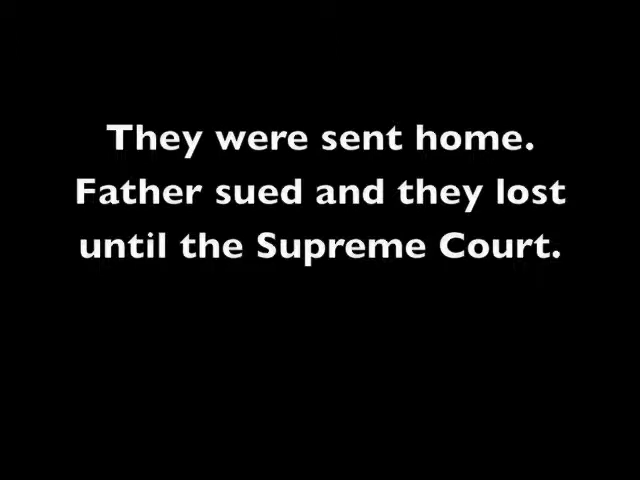 They were sent home.
Father sued and they lost
until the Supreme Court.